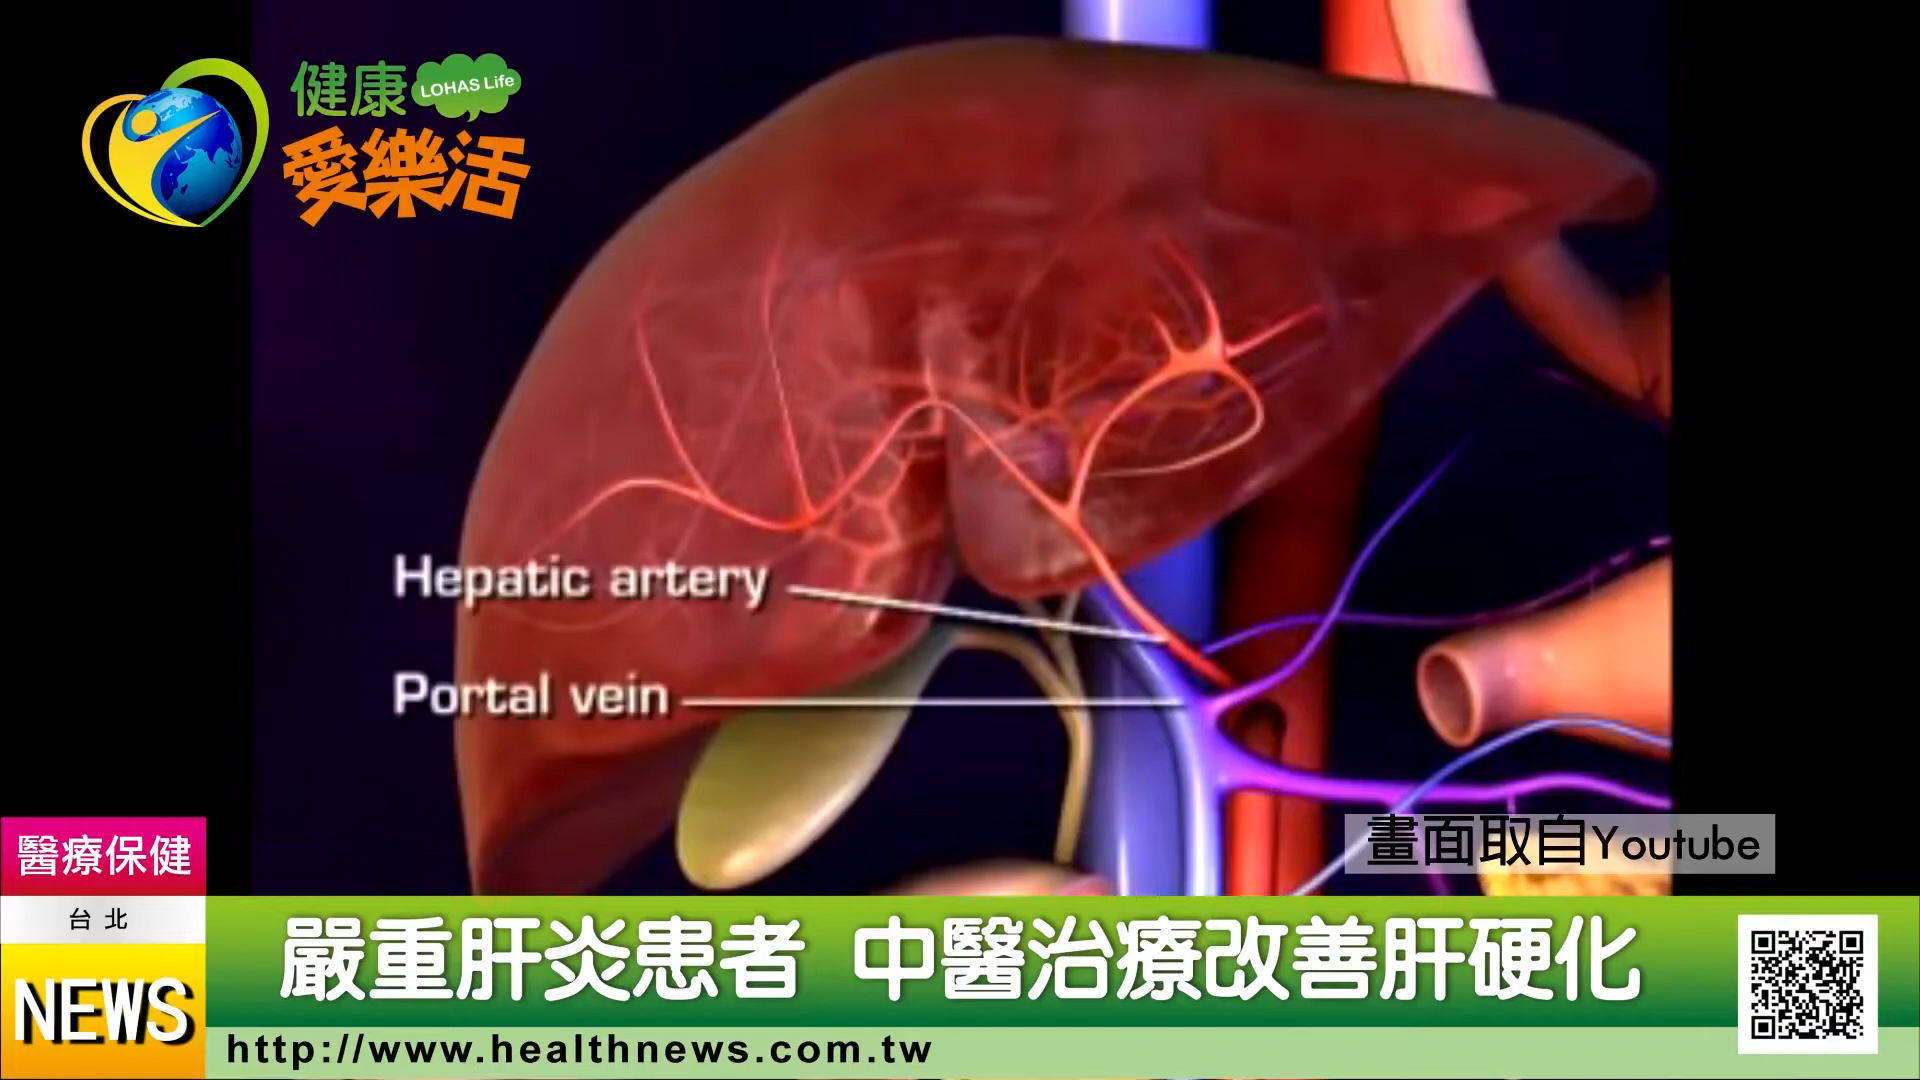 健康 LOHAS Life
愛樂活
Hepatic artery
Portal vein
畫面取自Youtube
醫療保健
台北
NEWS
嚴重肝炎患者 中醫治療改善肝硬化
http://www.healthnews.com.tw